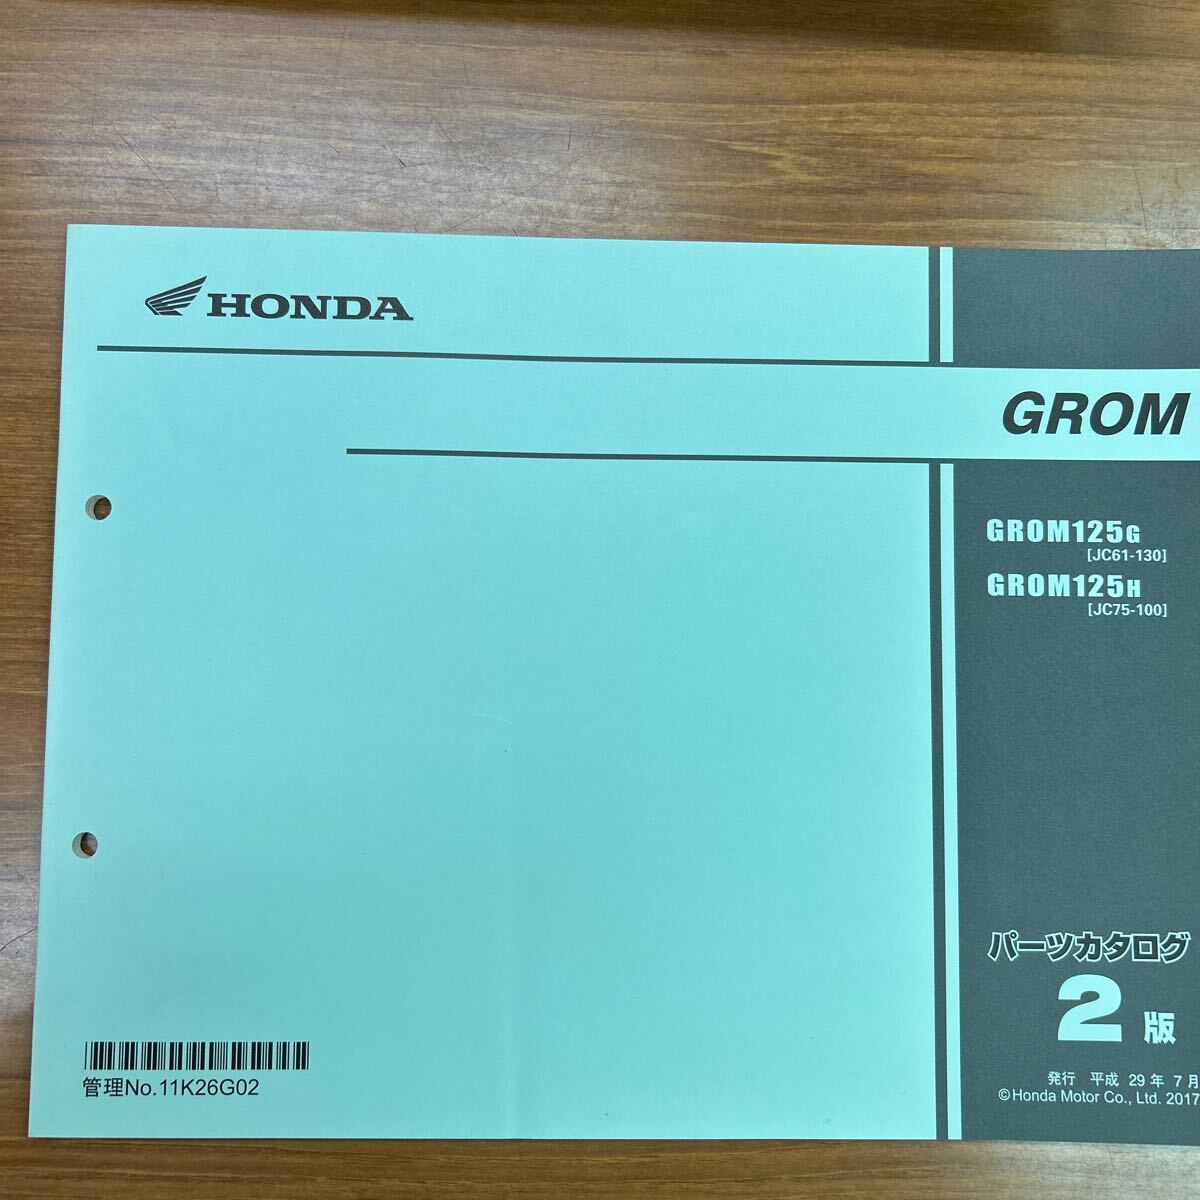 HONDA
GROM
GROM125G
[JC61-130]
GROM125H
[JC75-100]
パーツカタログ
2版
発行 平成 29 年 7 月
©Honda Motor Co., Ltd. 2017
管理No.11K26G02